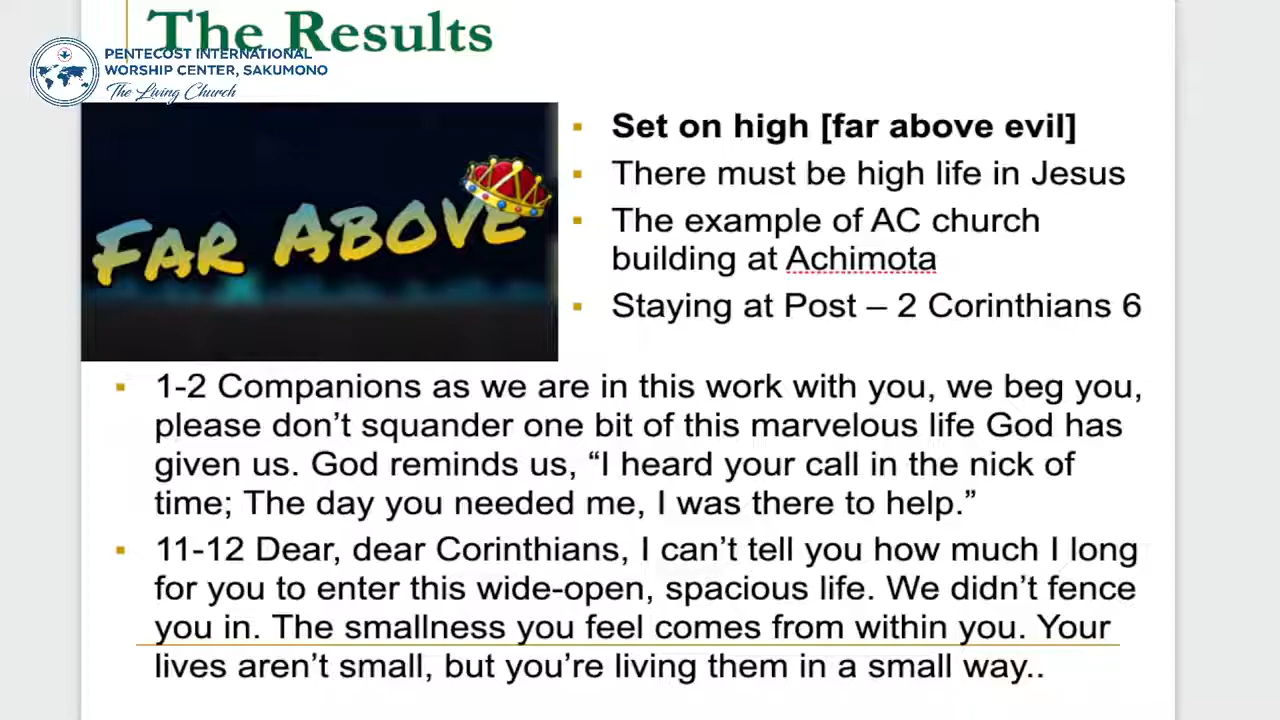 The Results
PENTECOST INTERNATIONAL
WORSHIP CENTER, SAKUMONO
The Living Church
FAR ABOVE
▪ Set on high [far above evil]
▪ There must be high life in Jesus
▪ The example of AC church
building at Achimota
▪ Staying at Post – 2 Corinthians 6
▪ 1-2 Companions as we are in this work with you, we beg you,
please don’t squander one bit of this marvelous life God has
given us. God reminds us, “I heard your call in the nick of
time; The day you needed me, I was there to help.”
▪ 11-12 Dear, dear Corinthians, I can’t tell you how much I long
for you to enter this wide-open, spacious life. We didn’t fence
you in. The smallness you feel comes from within you. Your
lives aren’t small, but you’re living them in a small way..